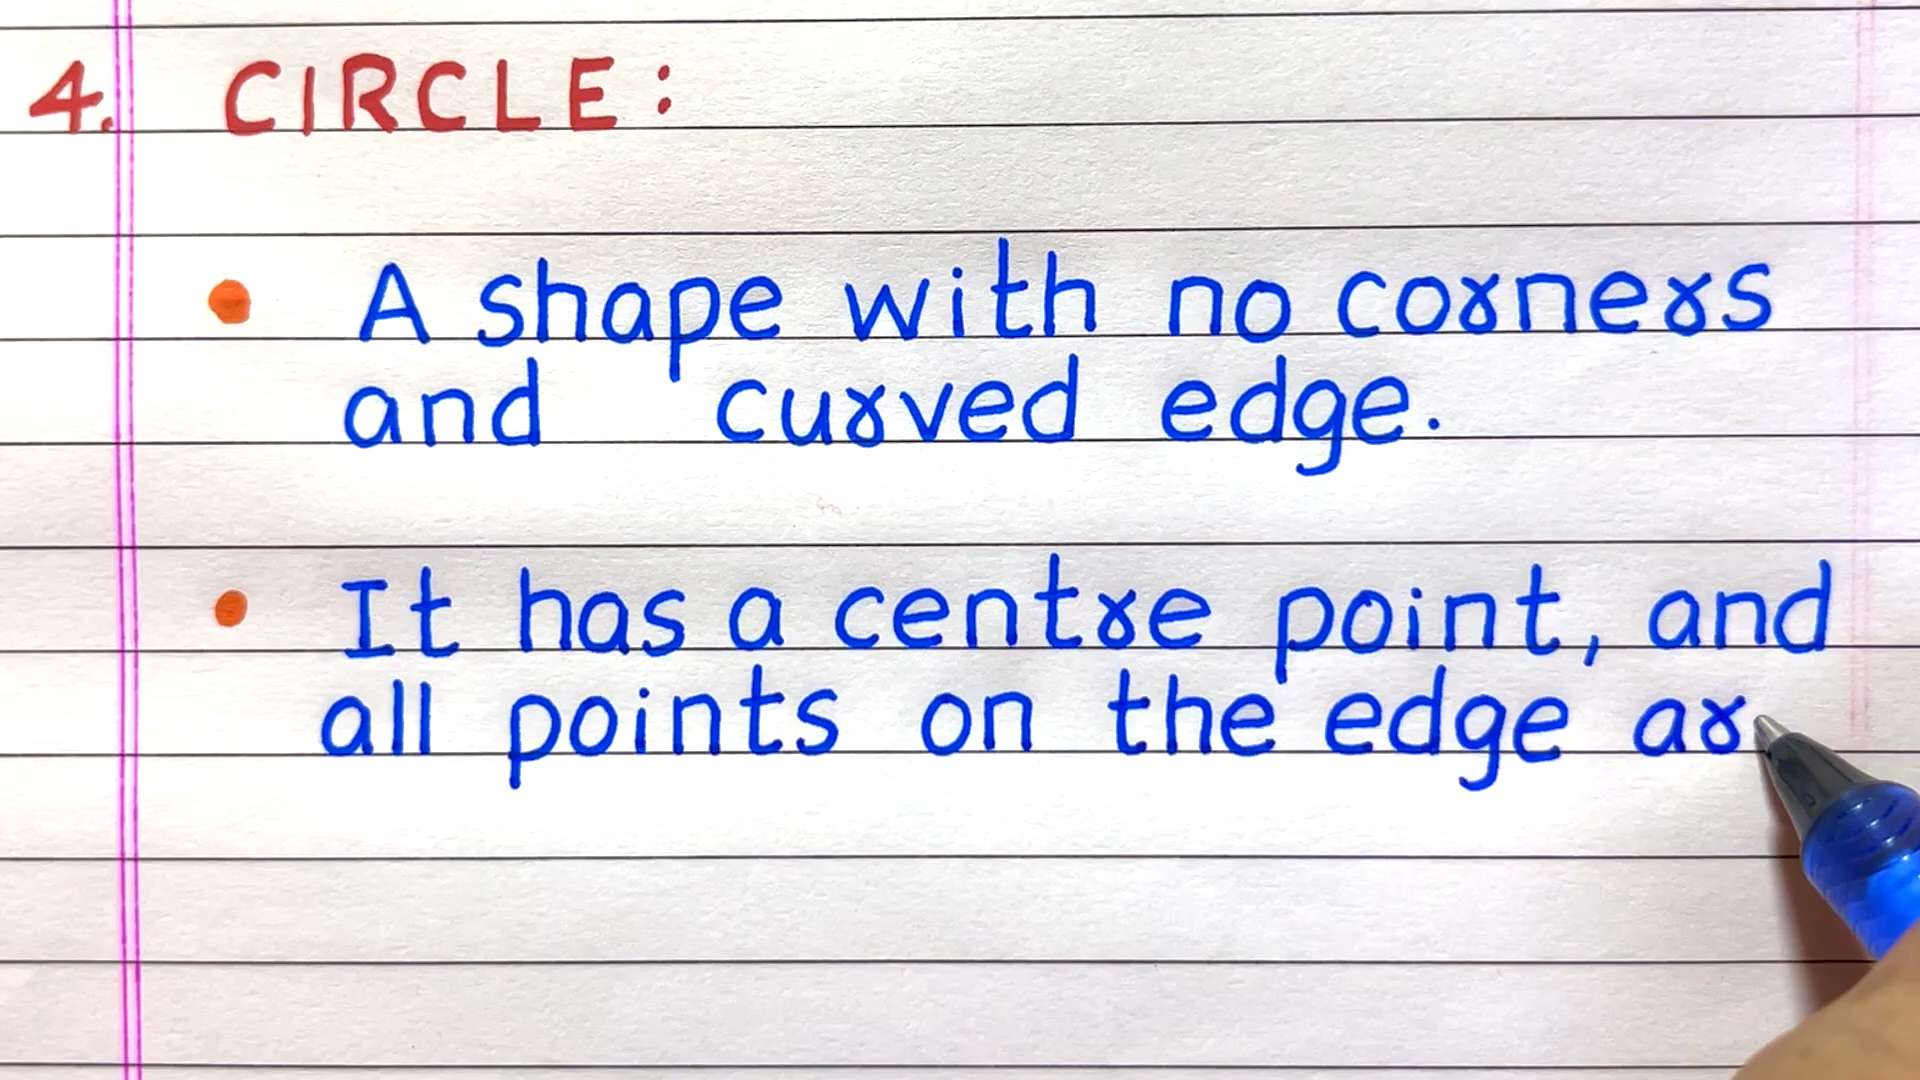 4. CIRCLE:
• A shape with no corners
and curved edge.
• It has a centre point, and
all points on the edge ar